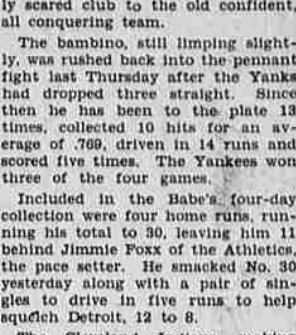 ly scared club to the old confident,
all conquering team.
The bambino, still limping slight-
ly, was rushed back into the pennant
fight last Thursday after the Yanks
had dropped three straight. Since
then he has been to the plate 13
times, collected 10 hits for an av-
erage of .769, driven in 14 runs and
scored five times. The Yankees won
three of the four games.
Included in the Babe's four-day
collection were four home runs, run-
ning his total to 30, leaving him 11
behind Jimmie Foxx of the Athletics,
the pace setter. He smacked No. 30
yesterday along with a pair of sin-
gles to drive in five runs to help
squelch Detroit, 12 to 8.